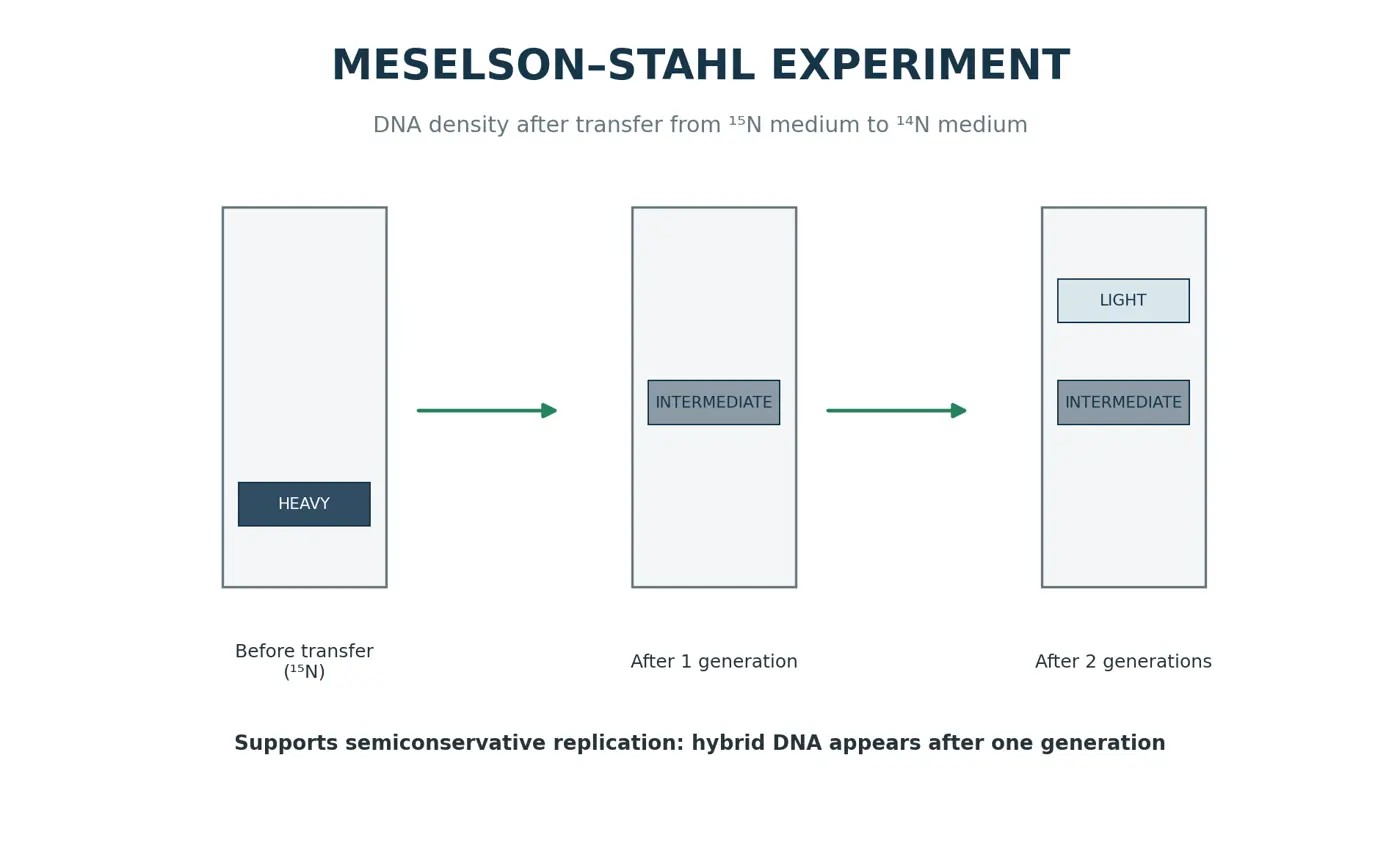 MESELSON–STAHL EXPERIMENT
DNA density after transfer from ¹⁵N medium to ¹⁴N medium
LIGHT
INTERMEDIATE
INTERMEDIATE
HEAVY
Before transfer
(¹⁵N)
After 1 generation
After 2 generations
Supports semiconservative replication: hybrid DNA appears after one generation